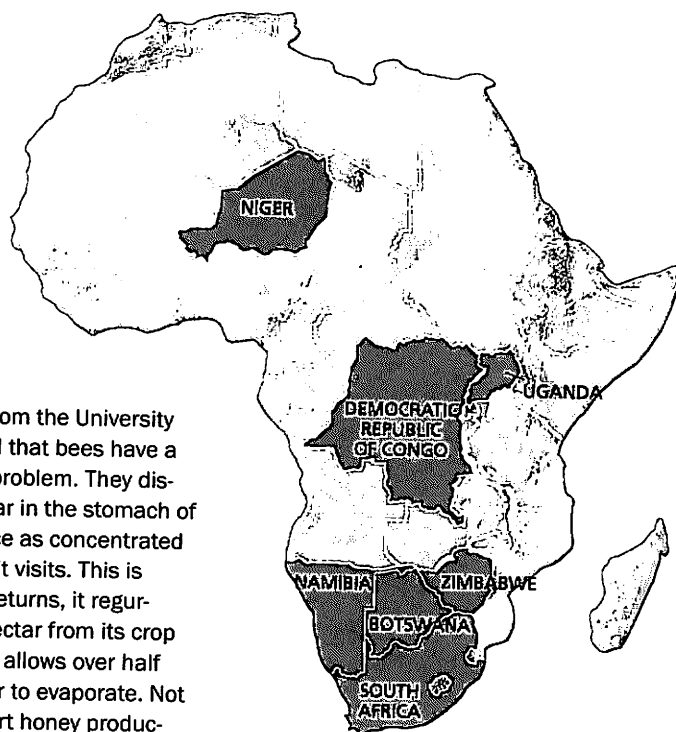 NIGER
UGANDA
DEMOCRATIC
REPUBLIC
OF CONGO
NAMIBIA
ZIMBABWE
BOTSWANA
SOUTH
AFRICA
om the University
d that bees have a
problem. They dis-
ar in the stomach of
ce as concentrated
t visits. This is
eturns, it regur-
ectar from its crop
allows over half
r to evaporate. Not
rt honey produc-